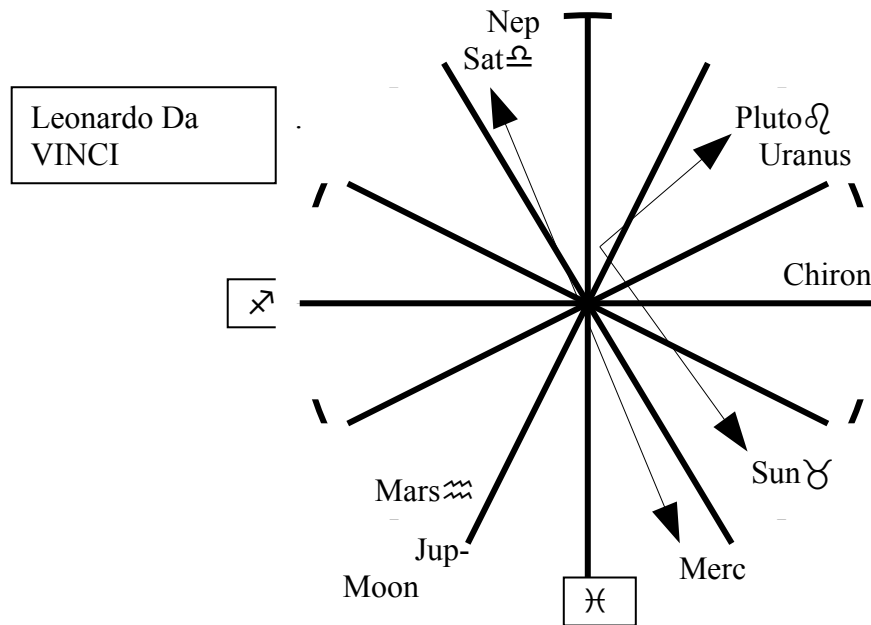 Nep
Sat♎
Leonardo Da
VINCI
.
Pluto♌
Uranus
Chiron
♐
Sun♉
Mars♒
Jup-
Moon
Merc
♓